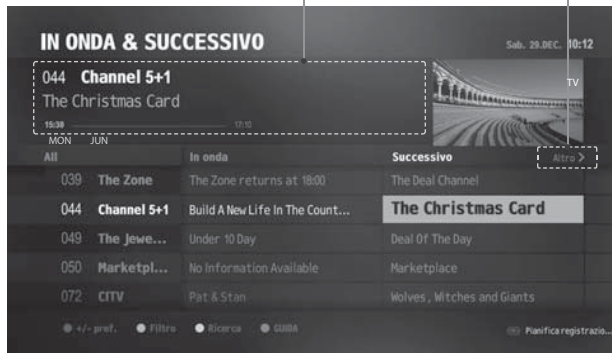 IN ONDA & SUCCESSIVO
Sab. 29.DEC. 10:12
044 Channel 5+1
The Christmas Card
15:30 17:10
MON JUN
TV
All In onda Successivo Altro >
039 The Zone The Zone returns at 18:00 The Deal Channel
044 Channel 5+1 Build A New Life In The Count... The Christmas Card
049 The Jewe... Under 10 Day Deal Of The Day
050 Marketpl... No Information Available Marketplace
072 CITV Pat & Stan Wolves, Witches and Giants
+/- pref. Filtro Ricerca GUIDA Pianifica registrazio...